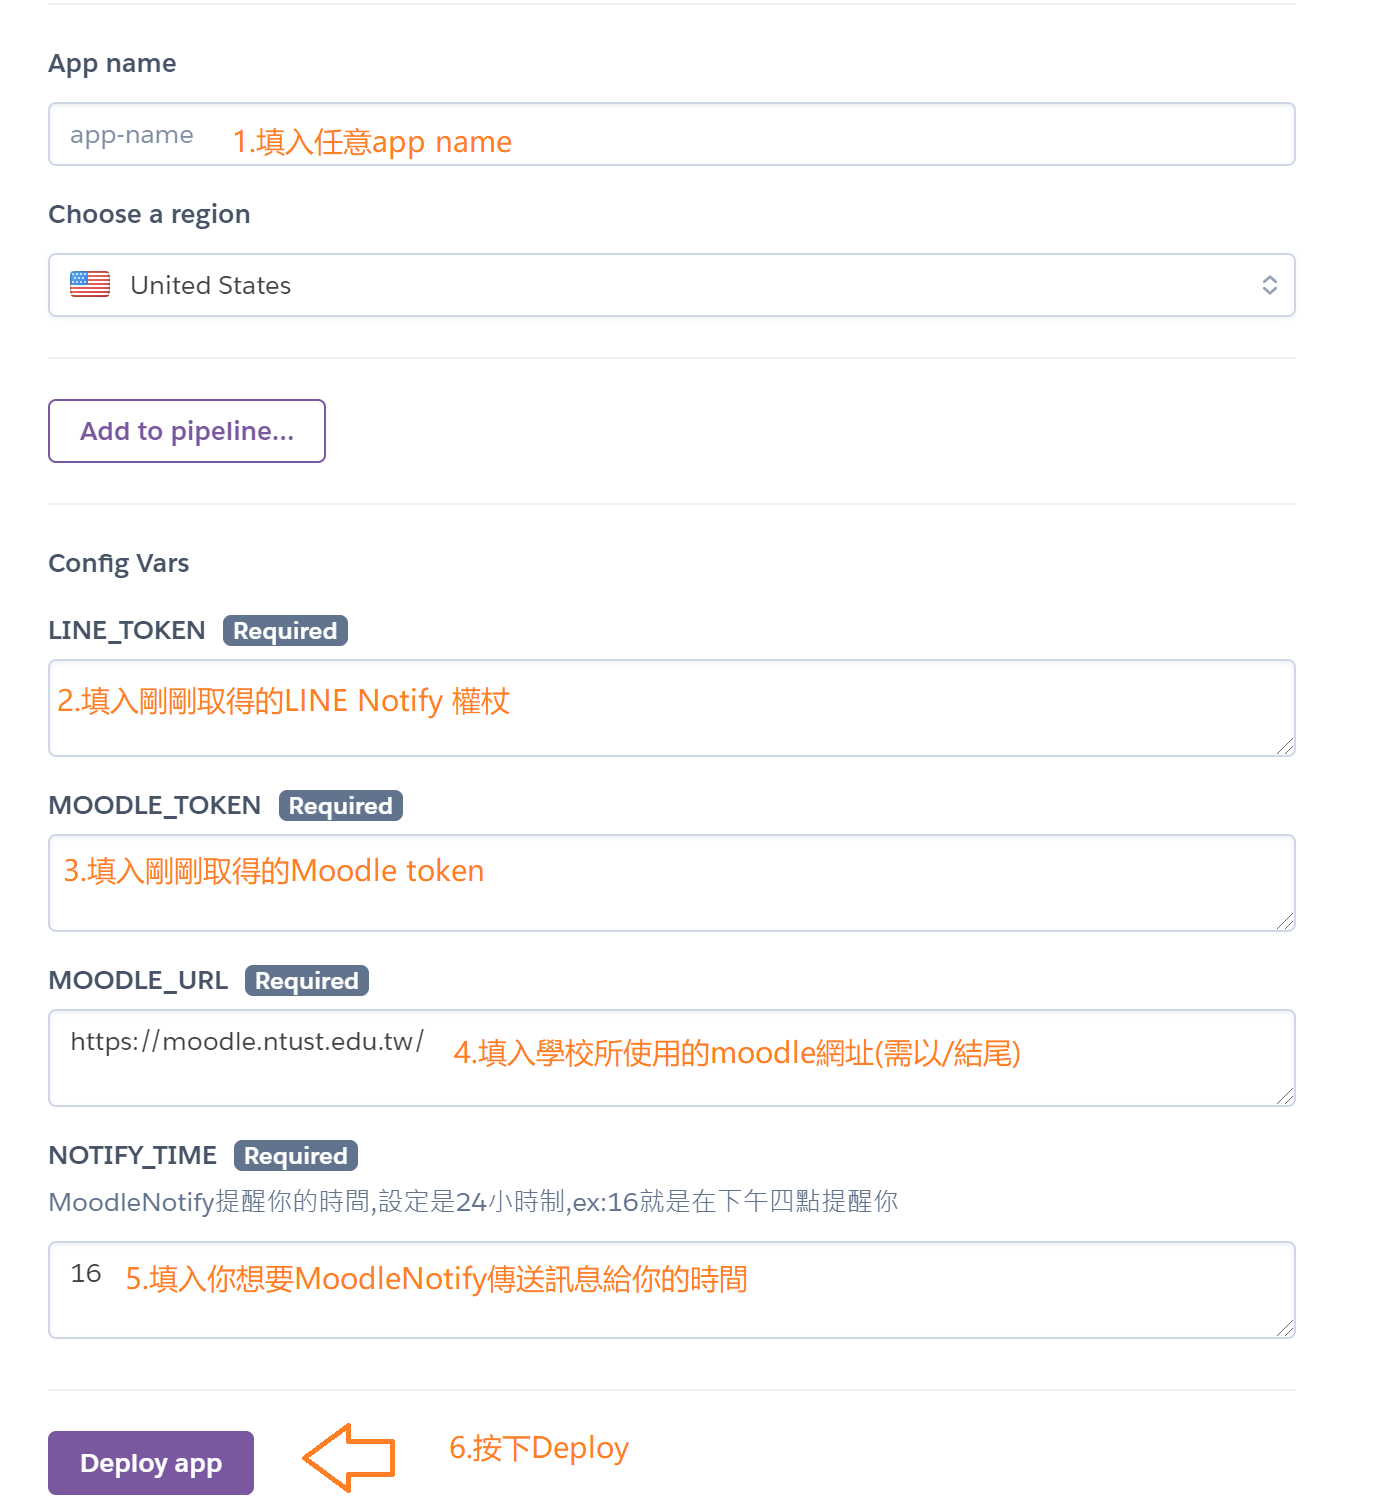 App name
app-name 1.填入任意app name
Choose a region
United States
Add to pipeline...
Config Vars
LINE_TOKEN Required
2.填入剛剛取得的LINE Notify 權杖
MOODLE_TOKEN Required
3.填入剛剛取得的Moodle token
MOODLE_URL Required
https://moodle.ntust.edu.tw/ 4.填入學校所使用的moodle網址(需以/結尾)
NOTIFY_TIME Required
MoodleNotify提醒你的時間,設定是24小時制,ex:16就是在下午四點提醒你
16 5.填入你想要MoodleNotify傳送訊息給你的時間
Deploy app 6.按下Deploy